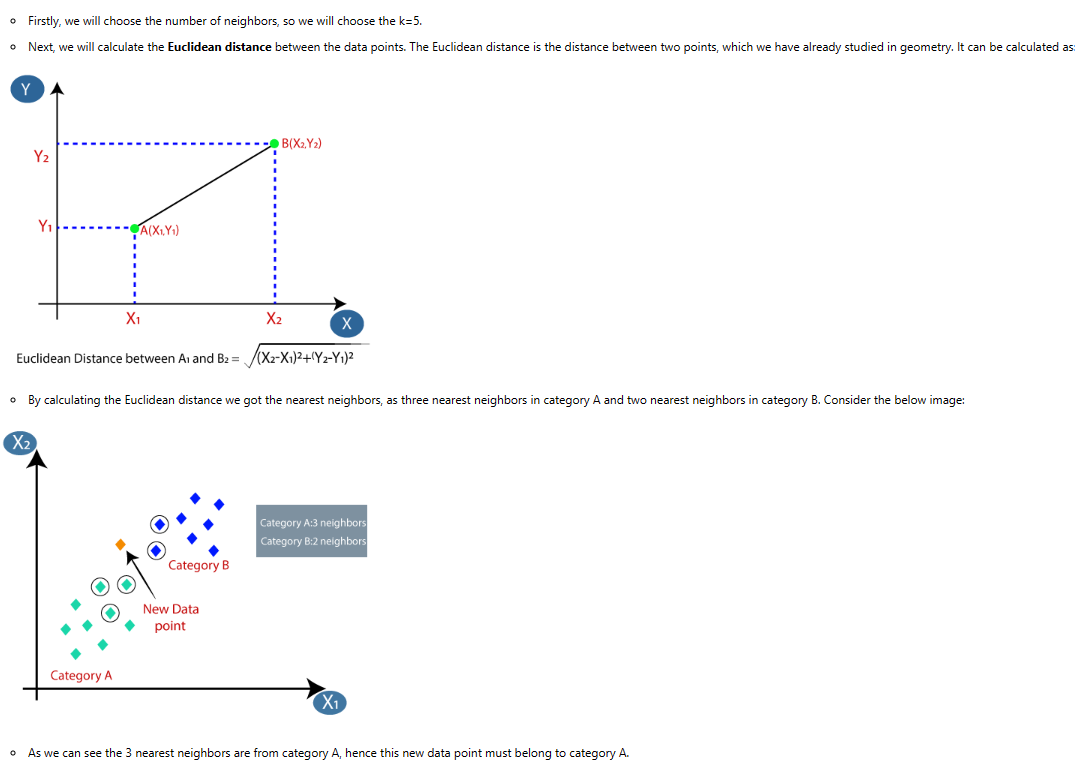 Firstly, we will choose the number of neighbors, so we will choose the k=5.
Next, we will calculate the Euclidean distance between the data points. The Euclidean distance is the distance between two points, which we have already studied in geometry. It can be calculated as:
Y
Y₂
B(X₂,Y₂)
Y₁
A(X₁,Y₁)
X₁
X₂
X
Euclidean Distance between A₁ and B₂ = √(X₂-X₁)²+(Y₂-Y₁)²
By calculating the Euclidean distance we got the nearest neighbors, as three nearest neighbors in category A and two nearest neighbors in category B. Consider the below image:
X₂
Category A:3 neighbors
Category B:2 neighbors
Category B
New Data
point
Category A
X₁
As we can see the 3 nearest neighbors are from category A, hence this new data point must belong to category A.